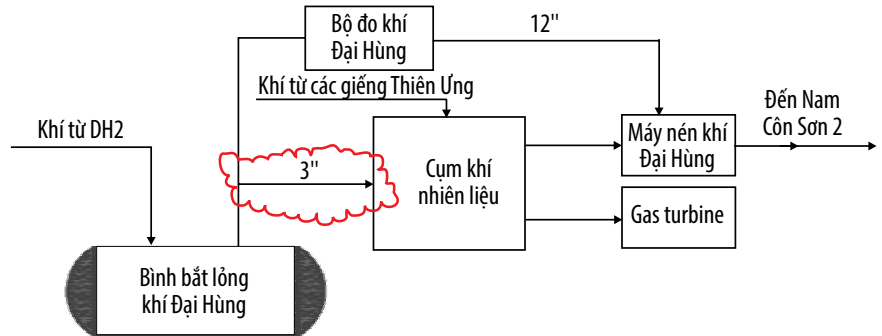 Bộ đo khí
Đại Hùng
12"
Khí từ các giếng Thiên Ưng
Khí từ DH2
3"
Cụm khí
nhiên liệu
Máy nén khí
Đại Hùng
Đến Nam
Côn Sơn 2
Gas turbine
Bình bắt lỏng
khí Đại Hùng